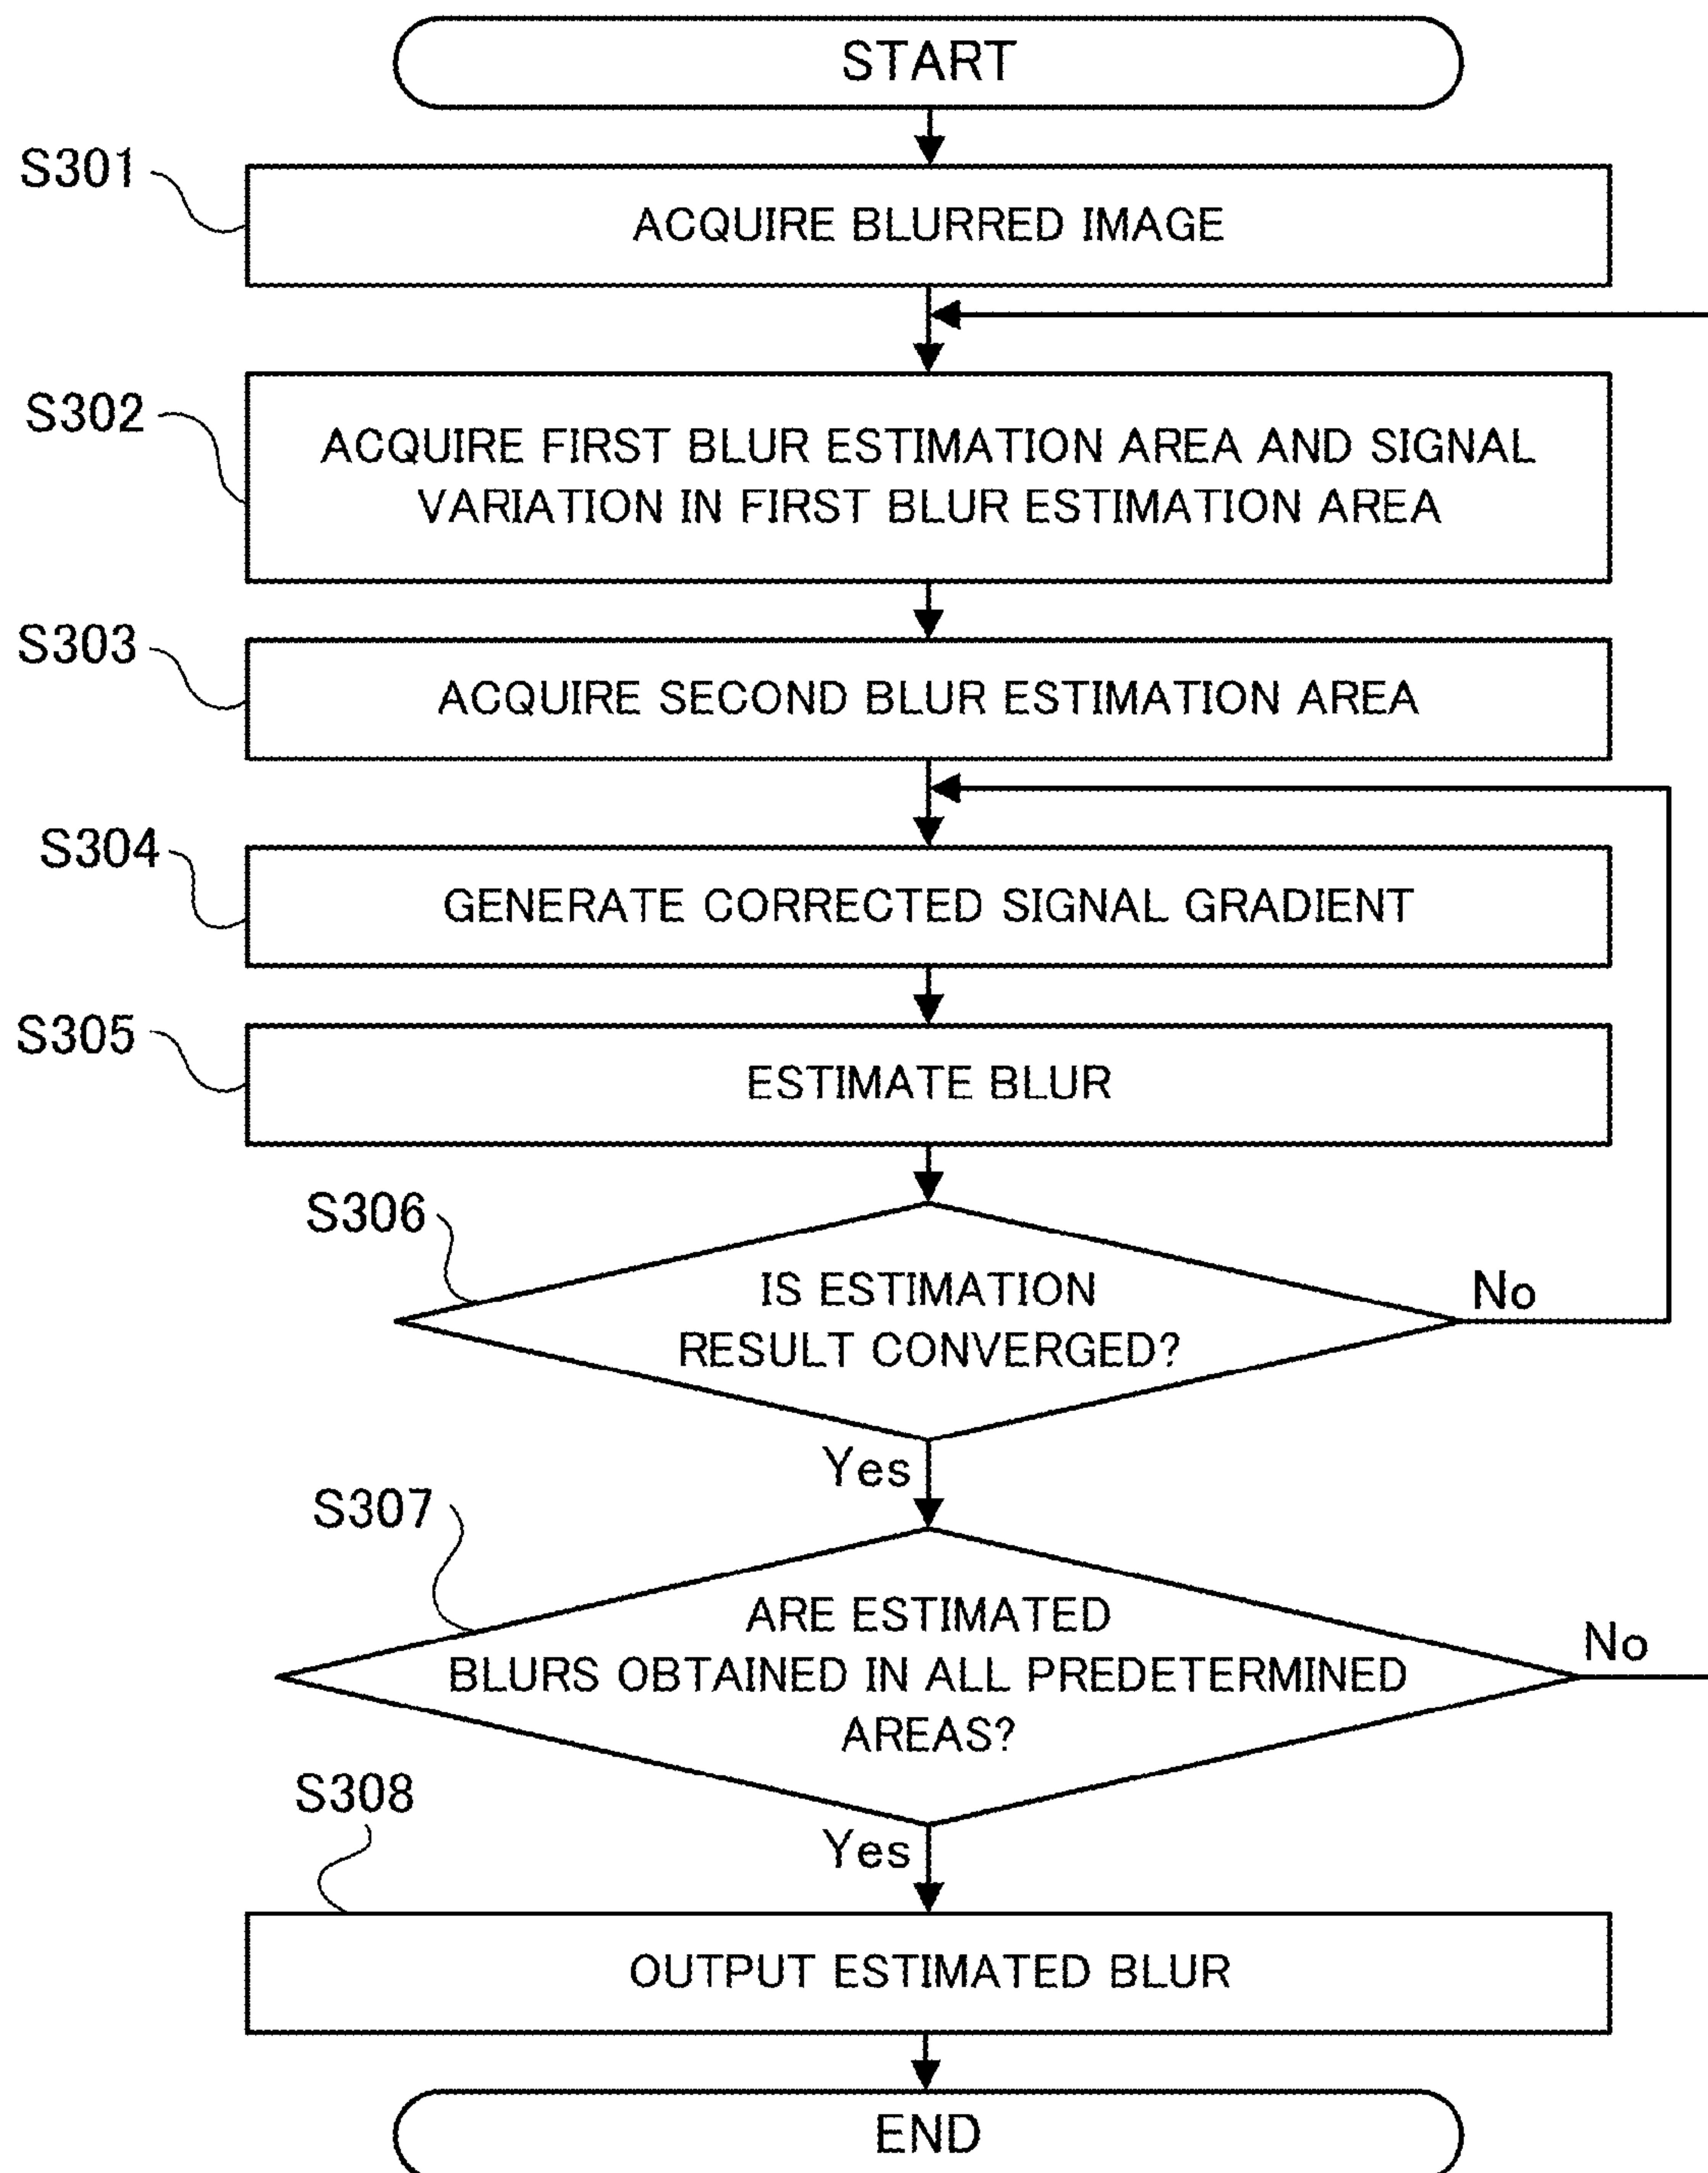 START
S301
ACQUIRE BLURRED IMAGE
S302
ACQUIRE FIRST BLUR ESTIMATION AREA AND SIGNAL
VARIATION IN FIRST BLUR ESTIMATION AREA
S303
ACQUIRE SECOND BLUR ESTIMATION AREA
S304
GENERATE CORRECTED SIGNAL GRADIENT
S305
ESTIMATE BLUR
S306
IS ESTIMATION
RESULT CONVERGED?
No
Yes
S307
ARE ESTIMATED
BLURS OBTAINED IN ALL PREDETERMINED
AREAS?
No
Yes
S308
OUTPUT ESTIMATED BLUR
END